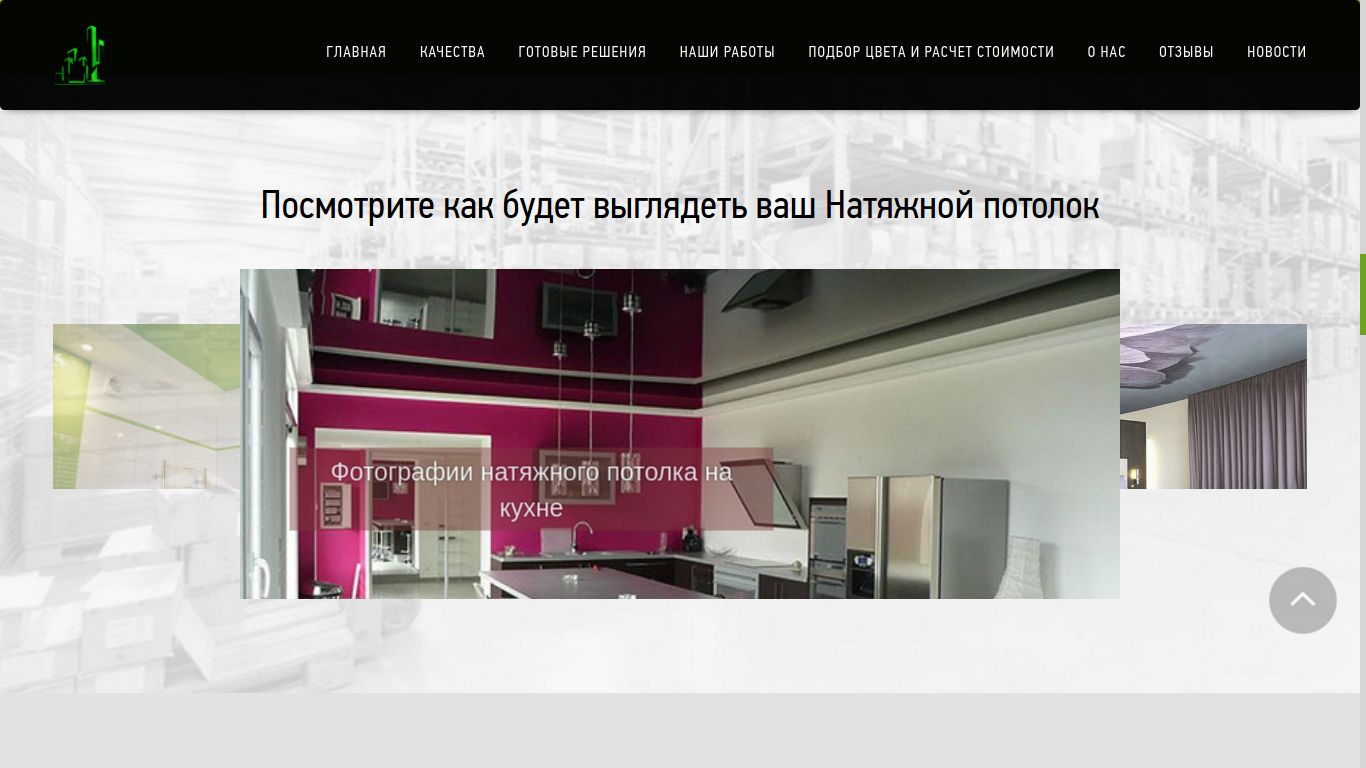 ГЛАВНАЯ КАЧЕСТВА ГОТОВЫЕ РЕШЕНИЯ НАШИ РАБОТЫ ПОДБОР ЦВЕТА И РАСЧЕТ СТОИМОСТИ О НАС ОТЗЫВЫ НОВОСТИ
Посмотрите как будет выглядеть ваш Натяжной потолок
Фотографии натяжного потолка на
кухне